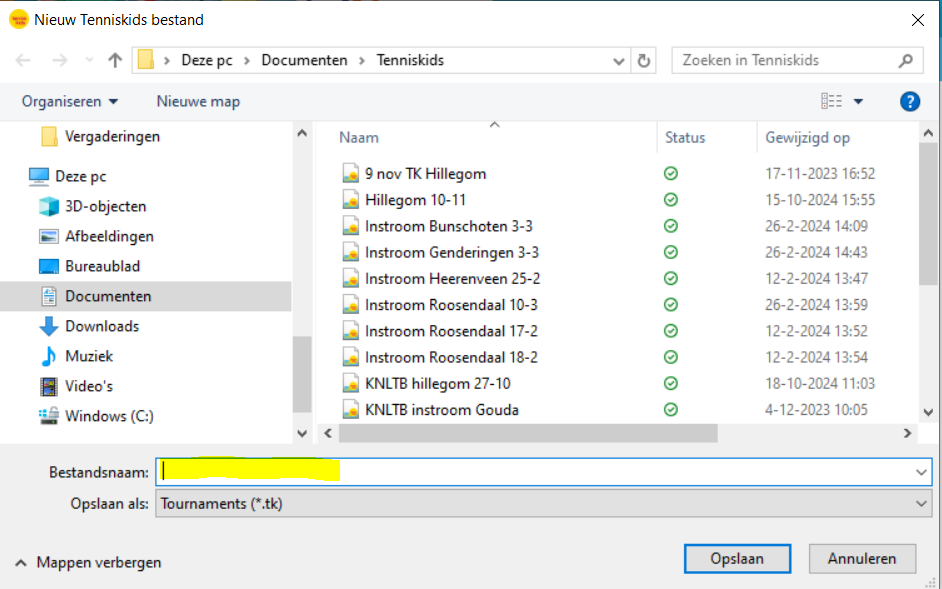 Nieuw Tenniskids bestand
Deze pc > Documenten > Tenniskids
Zoeken in Tenniskids
Organiseren
Nieuwe map
Vergaderingen
Deze pc
3D-objecten
Afbeeldingen
Bureaublad
Documenten
Downloads
Muziek
Video's
Windows (C:)
Naam Status Gewijzigd op
9 nov TK Hillegom 17-11-2023 16:52
Hillegom 10-11 15-10-2024 15:55
Instroom Bunschoten 3-3 26-2-2024 14:09
Instroom Genderingen 3-3 26-2-2024 14:43
Instroom Heerenveen 25-2 12-2-2024 13:47
Instroom Roosendaal 10-3 26-2-2024 13:59
Instroom Roosendaal 17-2 12-2-2024 13:52
Instroom Roosendaal 18-2 12-2-2024 13:54
KNLTB hillegom 27-10 18-10-2024 11:03
KNLTB instroom Gouda 4-12-2023 10:05
Bestandsnaam:
Opslaan als: Tournaments (*.tk)
Mappen verbergen
Opslaan
Annuleren